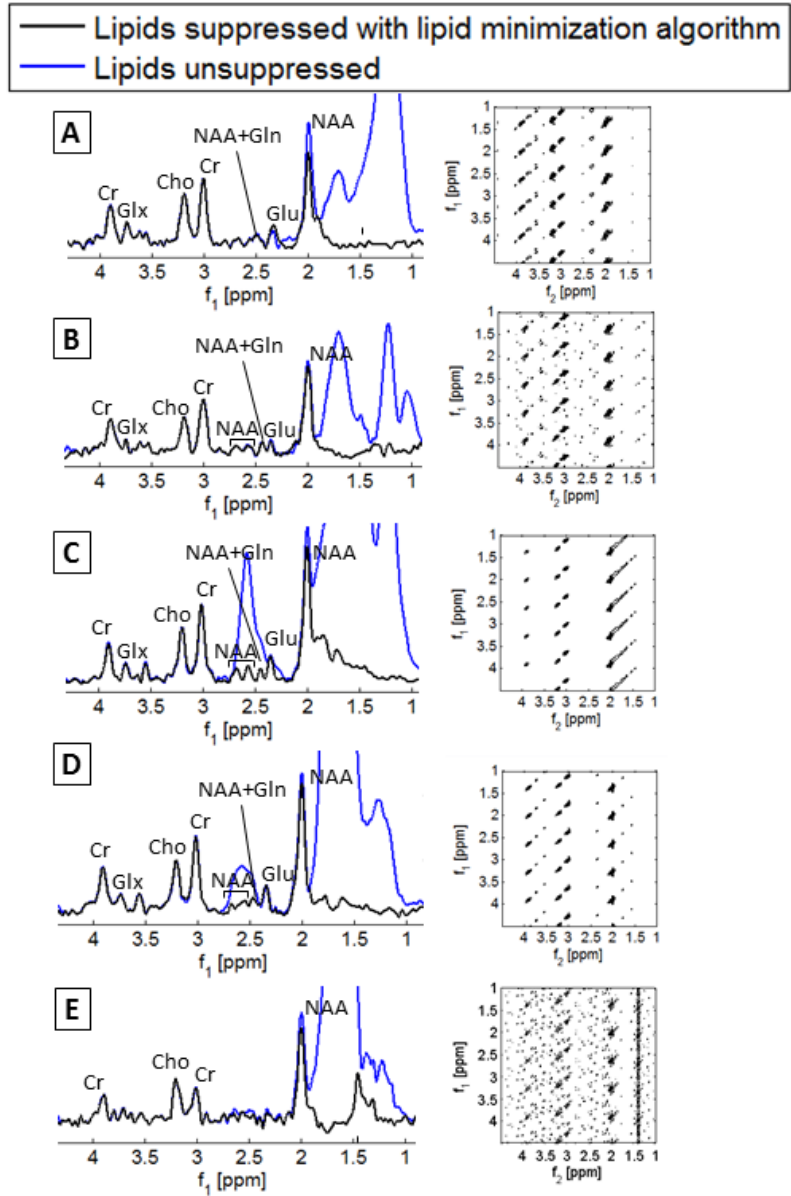 Lipids suppressed with lipid minimization algorithm
Lipids unsuppressed
A
NAA+Gln
NAA
Cr
Glx
Cho
Cr
Glu
4 3.5 3 2.5 2 1.5 1
f1 [ppm]
1
1.5
2
2.5
3
3.5
4
f1 [ppm]
4 3.5 3 2.5 2 1.5 1
f2 [ppm]
B
NAA+Gln
NAA
Cr
Glx
Cho
Cr
NAA
Glu
4 3.5 3 2.5 2 1.5 1
f1 [ppm]
1
1.5
2
2.5
3
3.5
4
f1 [ppm]
4 3.5 3 2.5 2 1.5 1
f2 [ppm]
C
NAA+Gln
NAA
Cr
Glx
Cho
Cr
NAA
Glu
4 3.5 3 2.5 2 1.5 1
f1 [ppm]
1
1.5
2
2.5
3
3.5
4
f1 [ppm]
4 3.5 3 2.5 2 1.5 1
f2 [ppm]
D
NAA+Gln
NAA
Cr
Glx
Cho
Cr
NAA
Glu
4 3.5 3 2.5 2 1.5 1
f1 [ppm]
1
1.5
2
2.5
3
3.5
4
f1 [ppm]
4 3.5 3 2.5 2 1.5 1
f2 [ppm]
E
NAA
Cr
Cho
Cr
4 3.5 3 2.5 2 1.5 1
f1 [ppm]
1
1.5
2
2.5
3
3.5
4
f1 [ppm]
4 3.5 3 2.5 2 1.5 1
f2 [ppm]